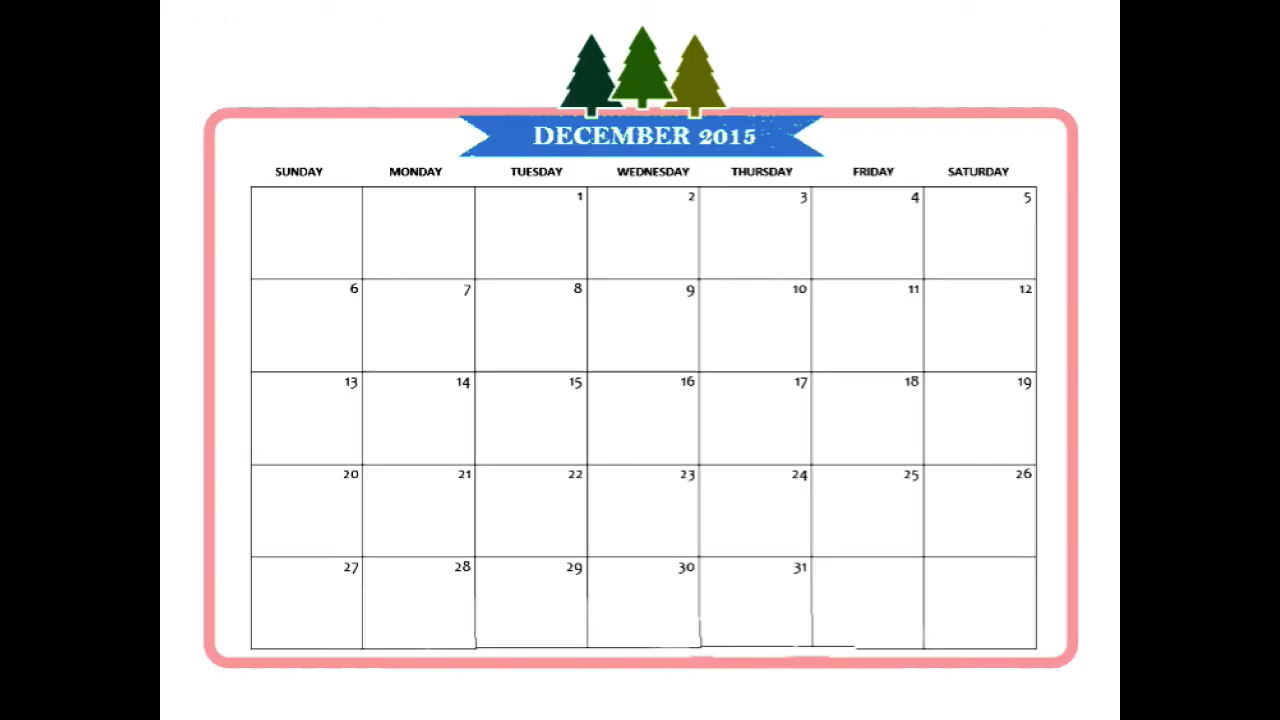 DECEMBER 2015
SUNDAY MONDAY TUESDAY WEDNESDAY THURSDAY FRIDAY SATURDAY
1 2 3 4 5
6 7 8 9 10 11 12
13 14 15 16 17 18 19
20 21 22 23 24 25 26
27 28 29 30 31